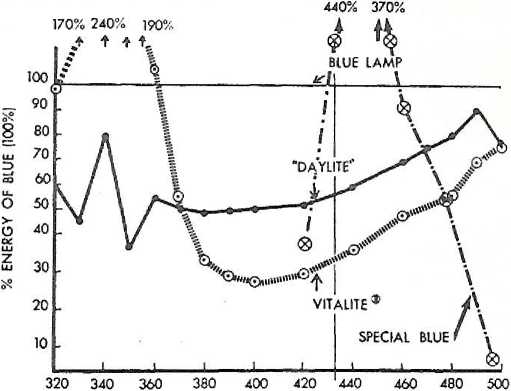 170% 240% 190% 440% 370%
BLUE LAMP
100
90
80
70
60
50
40
30
20
10
% ENERGY OF BLUE (100%)
"DAYLITE"
VITALITE ③
SPECIAL BLUE
320 340 360 380 400 420 440 460 480 500